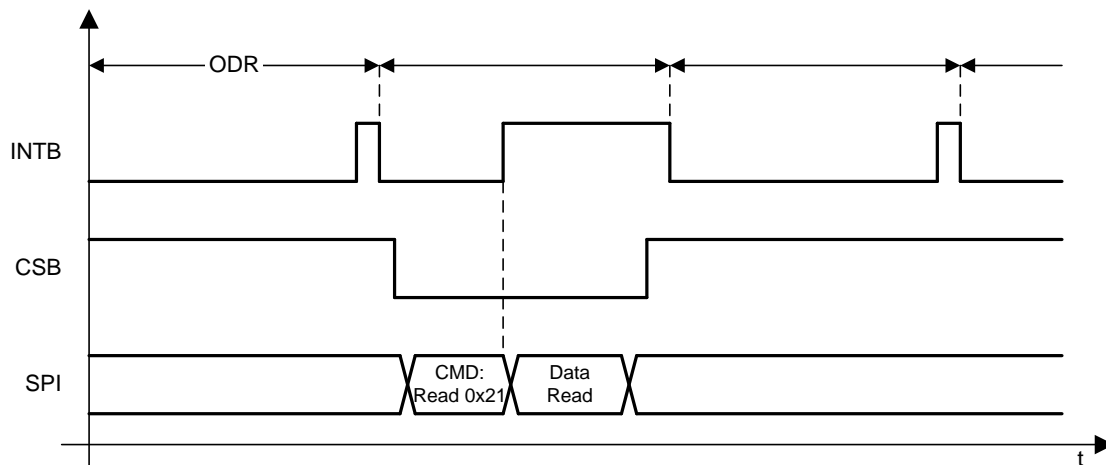 ODR
INTB
CSB
SPI
CMD:
Read 0x21
Data
Read
t